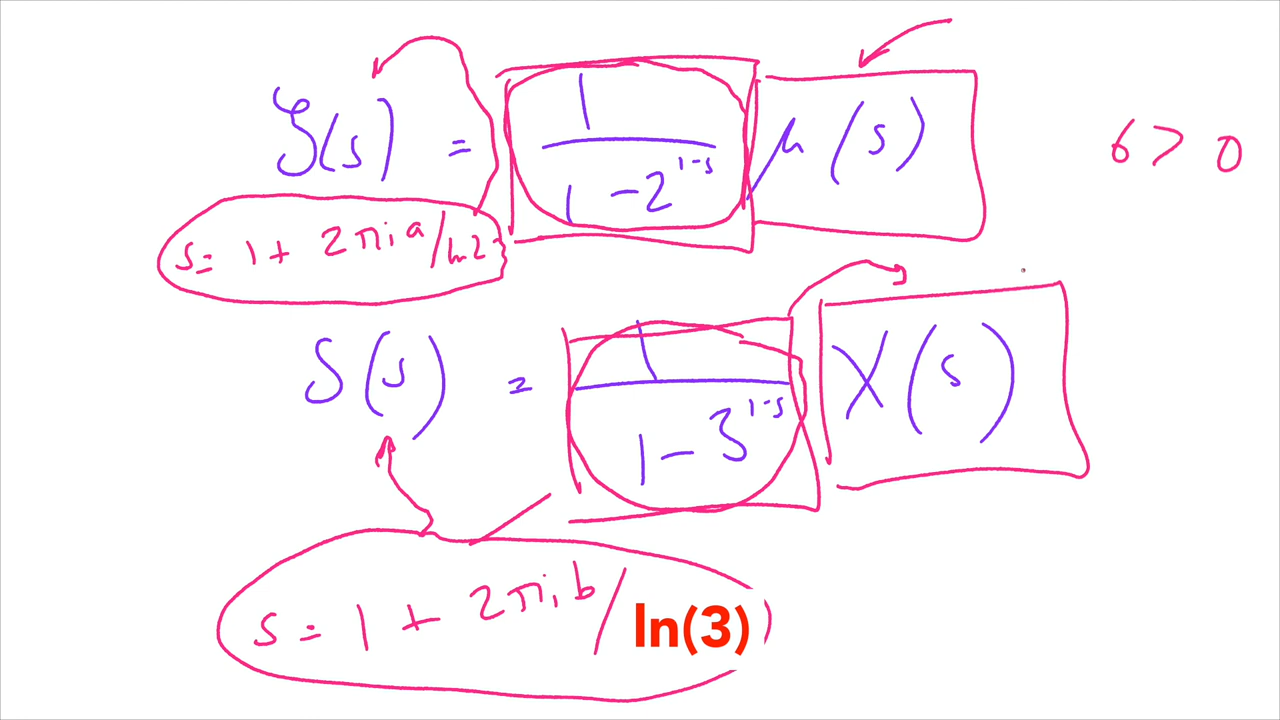 ζ(s) = 1/(1 - 2^{1-s}) μ(s) σ > 0
s = 1 + 2πia/ln2
ζ(s) = 1/(1 - 3^{1-s}) X(s)
s = 1 + 2πib/ln(3)